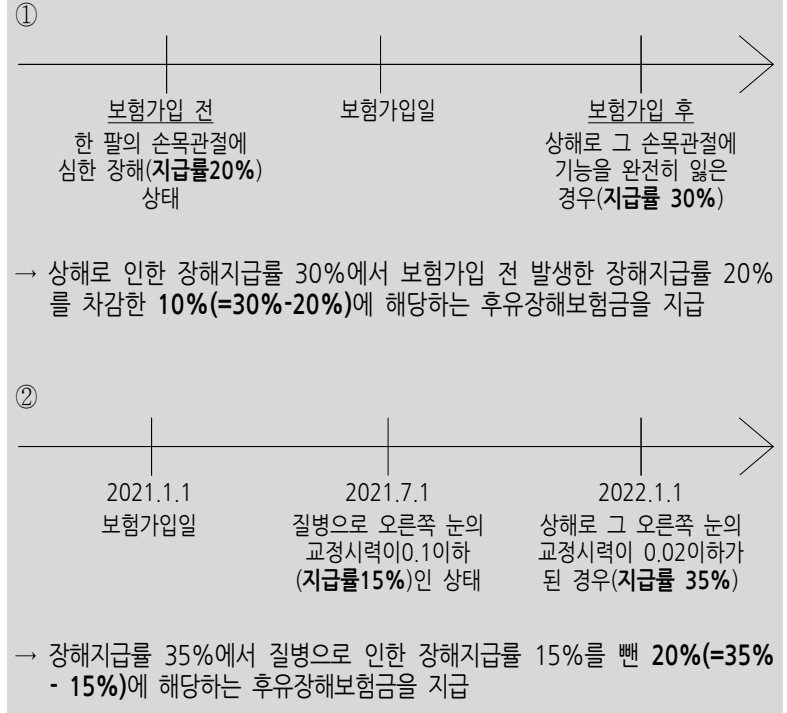 ①
보험가입 전 보험가입일 보험가입 후
한 팔의 손목관절에 상해로 그 손목관절에
심한 장해(지급률20%) 기능을 완전히 잃은
상태 경우(지급률 30%)
→ 상해로 인한 장해지급률 30%에서 보험가입 전 발생한 장해지급률 20%
를 차감한 10%(=30%-20%)에 해당하는 후유장해보험금을 지급
②
2021.1.1 2021.7.1 2022.1.1
보험가입일 질병으로 오른쪽 눈의 상해로 그 오른쪽 눈의
교정시력이0.1이하 교정시력이 0.02이하가
(지급률15%)인 상태 된 경우(지급률 35%)
→ 장해지급률 35%에서 질병으로 인한 장해지급률 15%를 뺀 20%(=35%
- 15%)에 해당하는 후유장해보험금을 지급